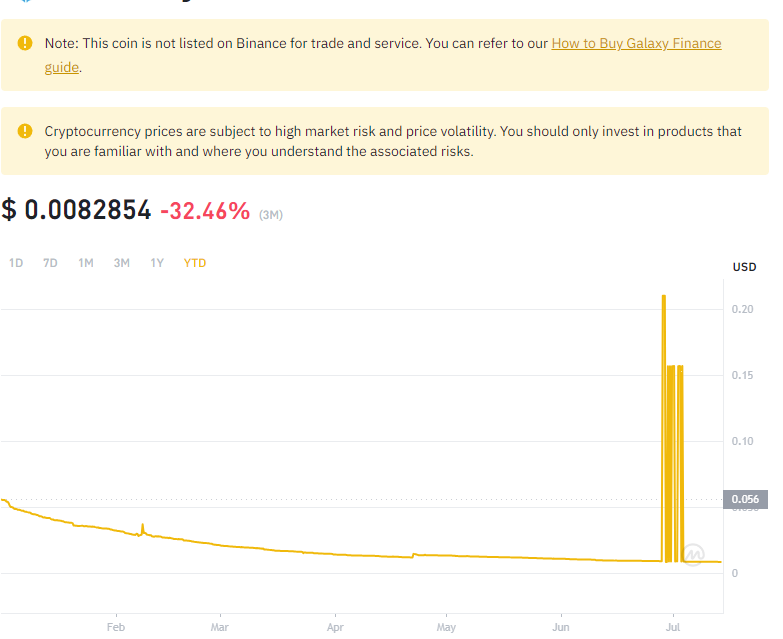 Note: This coin is not listed on Binance for trade and service. You can refer to our How to Buy Galaxy Finance
guide.
Cryptocurrency prices are subject to high market risk and price volatility. You should only invest in products that
you are familiar with and where you understand the associated risks.
$ 0.0082854 -32.46% (3M)
1D 7D 1M 3M 1Y YTD
USD
0.20
0.15
0.10
0.056
0
Feb Mar Apr May Jun Jul